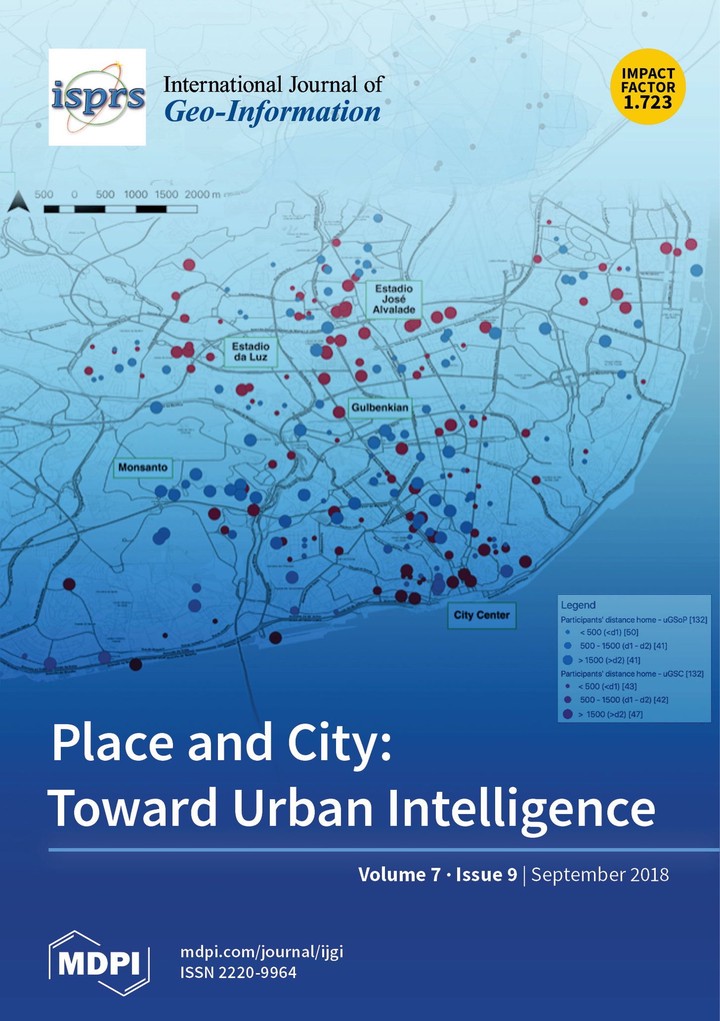 isprs
International Journal of
Geo-Information
IMPACT
FACTOR
1.723
500 0 500 1000 1500 2000 m
Estadio
José
Alvalade
Estadio
da Luz
Gulbenkian
Monsanto
City Center
Legend
Participants' distance home - uGSoP [132]
< 500 (<d1) [50]
500 - 1500 (d1 - d2) [41]
> 1500 (>d2) [41]
Participants' distance home - uGSC [132]
< 500 (<d1) [43]
500 - 1500 (d1 - d2) [42]
> 1500 (>d2) [47]
Place and City:
Toward Urban Intelligence
Volume 7 · Issue 9 | September 2018
MDPI
mdpi.com/journal/ijgi
ISSN 2220-9964